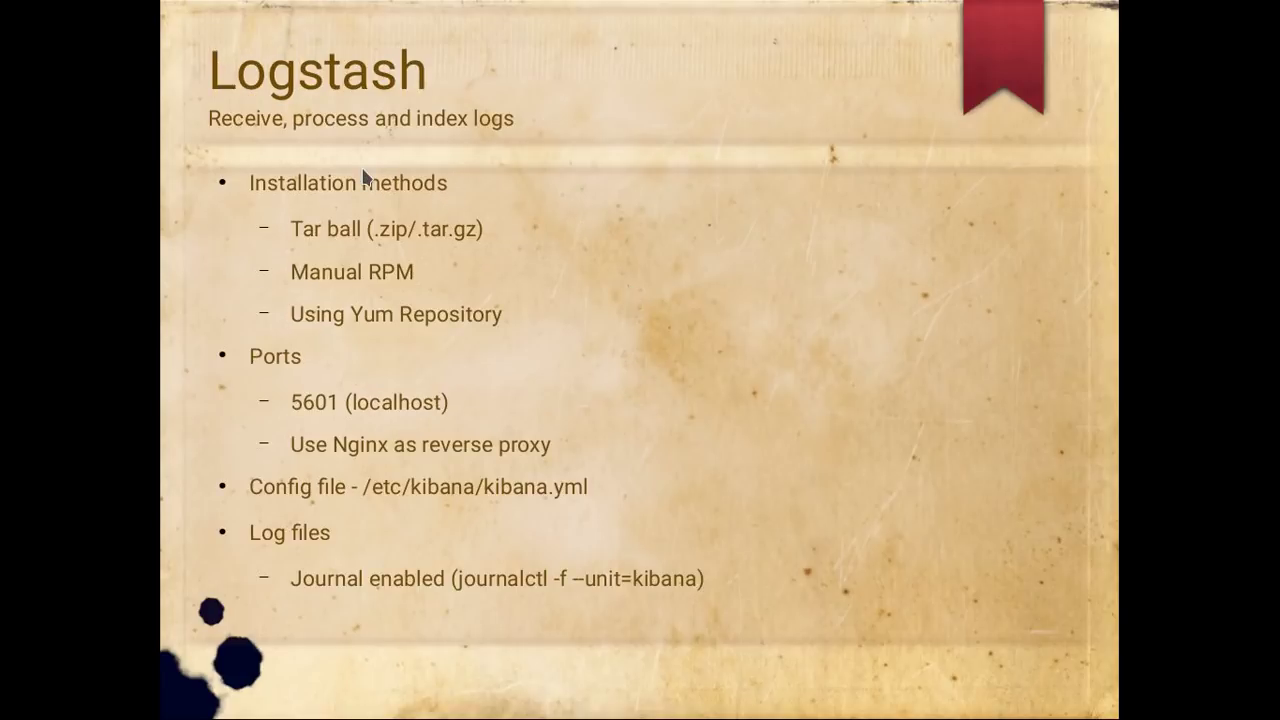 Logstash
Receive, process and index logs
• Installation methods
– Tar ball (.zip/.tar.gz)
– Manual RPM
– Using Yum Repository
• Ports
– 5601 (localhost)
– Use Nginx as reverse proxy
• Config file - /etc/kibana/kibana.yml
• Log files
– Journal enabled (journalctl -f –unit=kibana)